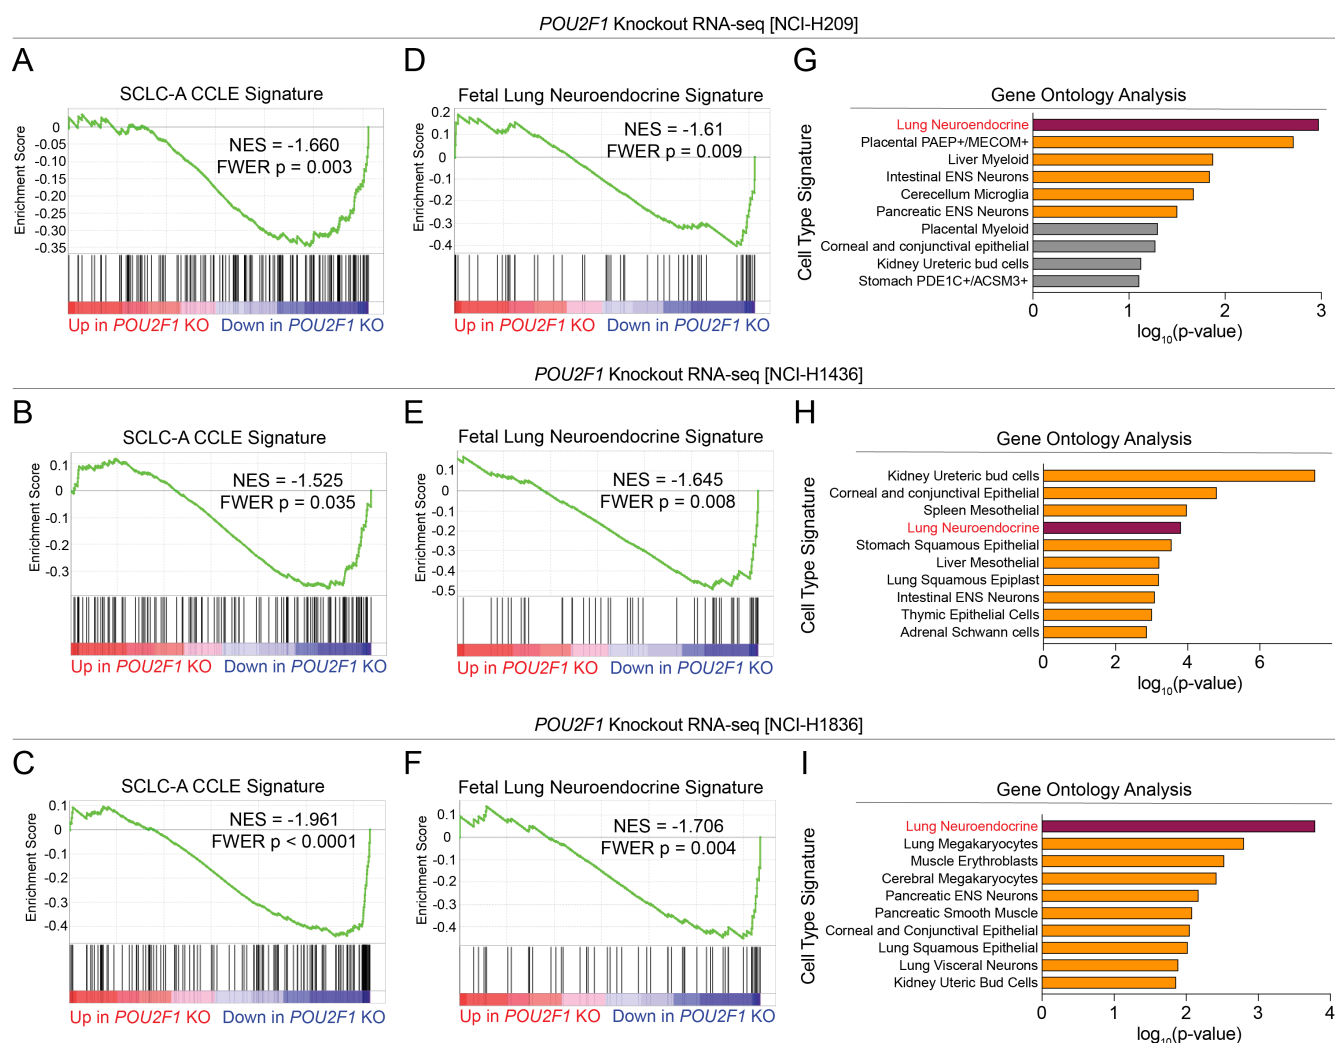 POU2F1 Knockout RNA-seq [NCI-H209]
A
SCLC-A CCLE Signature
Enrichment Score
0
-0.05
-0.10
-0.15
-0.20
-0.25
-0.30
-0.35
NES = -1.660
FWER p = 0.003
Up in POU2F1 KO
Down in POU2F1 KO
D
Fetal Lung Neuroendocrine Signature
Enrichment Score
0.2
0.1
0
-0.1
-0.2
-0.3
-0.4
NES = -1.61
FWER p = 0.009
Up in POU2F1 KO
Down in POU2F1 KO
G
Gene Ontology Analysis
Cell Type Signature
Lung Neuroendocrine
Placental PAEP+/MECOM+
Liver Myeloid
Intestinal ENS Neurons
Cerecellum Microglia
Pancreatic ENS Neurons
Placental Myeloid
Corneal and conjunctival epithelial
Kidney Ureteric bud cells
Stomach PDE1C+/ACSM3+
0 1 2 3
log10(p-value)
POU2F1 Knockout RNA-seq [NCI-H1436]
B
SCLC-A CCLE Signature
Enrichment Score
0.1
0
-0.1
-0.2
-0.3
NES = -1.525
FWER p = 0.035
Up in POU2F1 KO
Down in POU2F1 KO
E
Fetal Lung Neuroendocrine Signature
Enrichment Score
0.1
0
-0.1
-0.2
-0.3
-0.4
-0.5
NES = -1.645
FWER p = 0.008
Up in POU2F1 KO
Down in POU2F1 KO
H
Gene Ontology Analysis
Cell Type Signature
Kidney Ureteric bud cells
Corneal and conjunctival Epithelial
Spleen Mesothelial
Lung Neuroendocrine
Stomach Squamous Epithelial
Liver Mesothelial
Lung Squamous Epiplast
Intestinal ENS Neurons
Thymic Epithelial Cells
Adrenal Schwann cells
0 2 4 6
log10(p-value)
POU2F1 Knockout RNA-seq [NCI-H1836]
C
SCLC-A CCLE Signature
Enrichment Score
0.1
0
-0.1
-0.2
-0.3
-0.4
NES = -1.961
FWER p < 0.0001
Up in POU2F1 KO
Down in POU2F1 KO
F
Fetal Lung Neuroendocrine Signature
Enrichment Score
0.1
0
-0.1
-0.2
-0.3
-0.4
NES = -1.706
FWER p = 0.004
Up in POU2F1 KO
Down in POU2F1 KO
I
Gene Ontology Analysis
Cell Type Signature
Lung Neuroendocrine
Lung Megakaryocytes
Muscle Erythroblasts
Cerebral Megakaryocytes
Pancreatic ENS Neurons
Pancreatic Smooth Muscle
Corneal and Conjunctival Epithelial
Lung Squamous Epithelial
Lung Visceral Neurons
Kidney Uteric Bud Cells
0 1 2 3 4
log10(p-value)